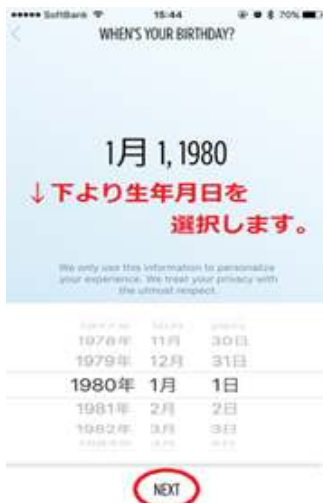 SoftBank 15:44 70%
WHEN'S YOUR BIRTHDAY?
1月 1, 1980
↓下より生年月日を
選択します。
We only use this information to personalize
your experience. We treat your privacy with
the utmost respect.
1978年 11月 30日
1979年 12月 31日
1980年 1月 1日
1981年 2月 2日
1982年 3月 3日
NEXT